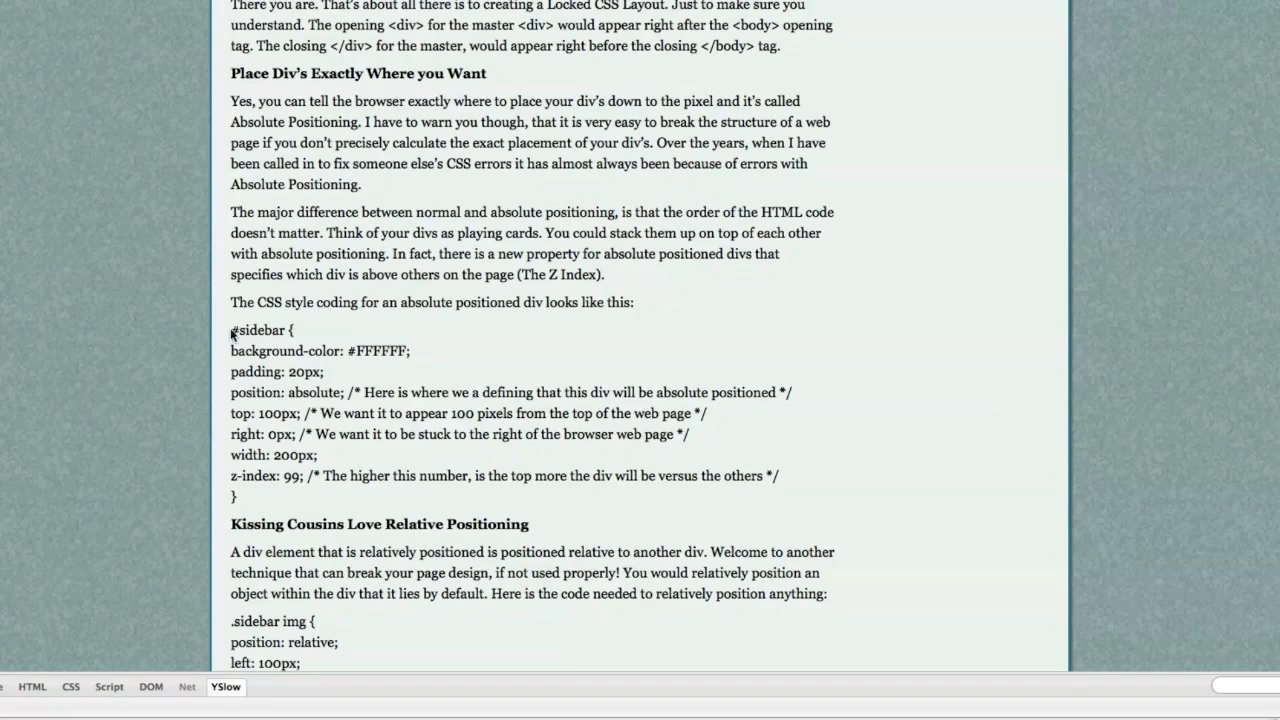 There you are. That's about all there is to creating a Locked CSS Layout. Just to make sure you
understand. The opening <div> for the master <div> would appear right after the <body> opening
tag. The closing </div> for the master, would appear right before the closing </body> tag.
Place Div's Exactly Where you Want
Yes, you can tell the browser exactly where to place your div's down to the pixel and it's called
Absolute Positioning. I have to warn you though, that it is very easy to break the structure of a web
page if you don't precisely calculate the exact placement of your div's. Over the years, when I have
been called in to fix someone else's CSS errors it has almost always been because of errors with
Absolute Positioning.
The major difference between normal and absolute positioning, is that the order of the HTML code
doesn't matter. Think of your divs as playing cards. You could stack them up on top of each other
with absolute positioning. In fact, there is a new property for absolute positioned divs that
specifies which div is above others on the page (The Z Index).
The CSS style coding for an absolute positioned div looks like this:
#sidebar {
background-color: #FFFFFF;
padding: 20px;
position: absolute; /* Here is where we a defining that this div will be absolute positioned */
top: 100px; /* We want it to appear 100 pixels from the top of the web page */
right: 0px; /* We want it to be stuck to the right of the browser web page */
width: 200px;
z-index: 99; /* The higher this number, is the top more the div will be versus the others */
}
Kissing Cousins Love Relative Positioning
A div element that is relatively positioned is positioned relative to another div. Welcome to another
technique that can break your page design, if not used properly! You would relatively position an
object within the div that it lies by default. Here is the code needed to relatively position anything:
.sidebar img {
position: relative;
left: 100px;
HTML CSS Script DOM Net YSlow